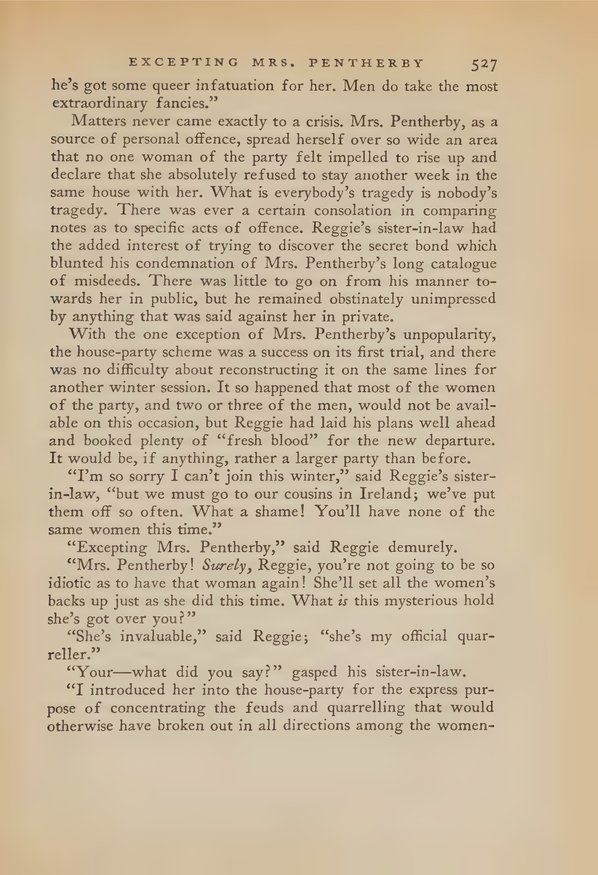 EXCEPTING MRS. PENTHERBY 527
he's got some queer infatuation for her. Men do take the most
extraordinary fancies."
Matters never came exactly to a crisis. Mrs. Pentherby, as a
source of personal offence, spread herself over so wide an area
that no one woman of the party felt impelled to rise up and
declare that she absolutely refused to stay another week in the
same house with her. What is everybody's tragedy is nobody's
tragedy. There was ever a certain consolation in comparing
notes as to specific acts of offence. Reggie's sister-in-law had
the added interest of trying to discover the secret bond which
blunted his condemnation of Mrs. Pentherby's long catalogue
of misdeeds. There was little to go on from his manner to-
wards her in public, but he remained obstinately unimpressed
by anything that was said against her in private.
With the one exception of Mrs. Pentherby's unpopularity,
the house-party scheme was a success on its first trial, and there
was no difficulty about reconstructing it on the same lines for
another winter session. It so happened that most of the women
of the party, and two or three of the men, would not be avail-
able on this occasion, but Reggie had laid his plans well ahead
and booked plenty of "fresh blood" for the new departure.
It would be, if anything, rather a larger party than before.
"I'm so sorry I can't join this winter," said Reggie's sister-
in-law, "but we must go to our cousins in Ireland; we've put
them off so often. What a shame! You'll have none of the
same women this time."
"Excepting Mrs. Pentherby," said Reggie demurely.
"Mrs. Pentherby! Surely, Reggie, you're not going to be so
idiotic as to have that woman again! She'll set all the women's
backs up just as she did this time. What is this mysterious hold
she's got over you?"
"She's invaluable," said Reggie; "she's my official quar-
reller."
"Your—what did you say?" gasped his sister-in-law.
"I introduced her into the house-party for the express pur-
pose of concentrating the feuds and quarrelling that would
otherwise have broken out in all directions among the women-